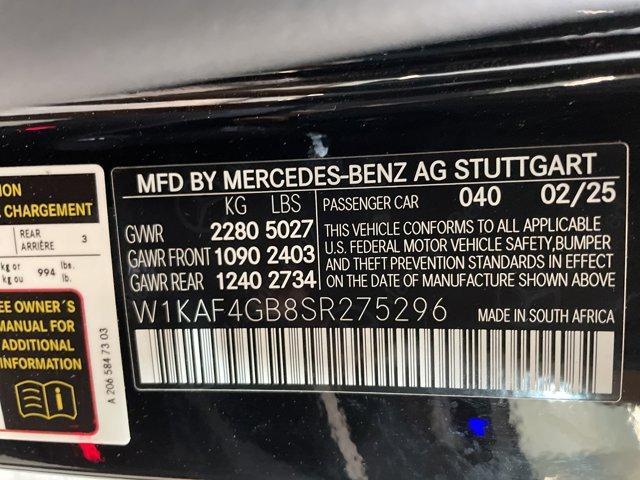 ION
CHARGEMENT
REAR
ARRIÈRE 3
kg or
kg ou 994 lbs.
lb.
EE OWNER'S
MANUAL FOR
ADDITIONAL
INFORMATION
A 206 584 73 03
MFD BY MERCEDES-BENZ AG STUTTGART
KG LBS PASSENGER CAR 040 02/25
GVWR 2280 5027
GAWR FRONT 1090 2403
GAWR REAR 1240 2734
THIS VEHICLE CONFORMS TO ALL APPLICABLE
U.S. FEDERAL MOTOR VEHICLE SAFETY,BUMPER
AND THEFT PREVENTION STANDARDS IN EFFECT
ON THE DATE OF MANUFACTURE SHOWN ABOVE.
W1KAF4GB8SR275296 MADE IN SOUTH AFRICA